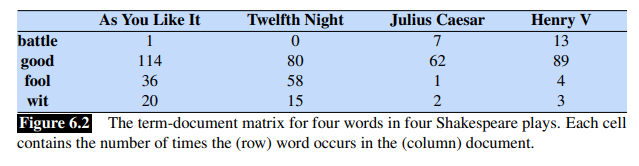 As You Like It Twelfth Night Julius Caesar Henry V
battle 1 0 7 13
good 114 80 62 89
fool 36 58 1 4
wit 20 15 2 3
Figure 6.2 The term-document matrix for four words in four Shakespeare plays. Each cell
contains the number of times the (row) word occurs in the (column) document.